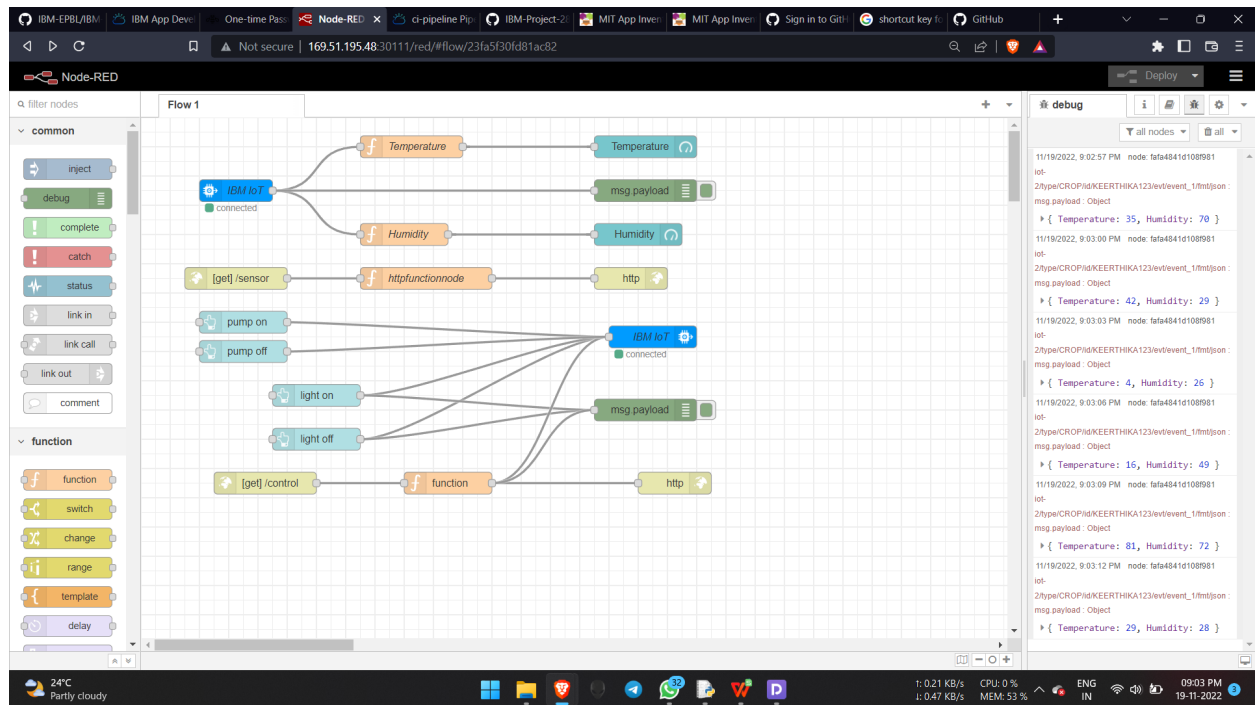 IBM-EPBL/IBM
IBM App Devel
One-time Pass
Node-RED
ci-pipeline Pip
IBM-Project-28
MIT App Inven
MIT App Inven
Sign in to GitH
shortcut key fo
GitHub
Not secure | 169.51.195.48:30111/red/#flow/23fa5f30fd81ac82
Node-RED
Deploy
filter nodes
common
inject
debug
complete
catch
status
link in
link call
link out
comment
function
function
switch
change
range
template
delay
Flow 1
Temperature
Temperature
IBM IoT
connected
msg.payload
Humidity
Humidity
[get] /sensor
httpfunctionnode
http
pump on
pump off
IBM IoT
connected
light on
msg.payload
light off
[get] /control
function
http
debug
all nodes
all
11/19/2022, 9:02:57 PM node: fafa4841d108f981
iot-
2/type/CROP/id/KEERTHIKA123/evt/event_1/fmt/json :
msg.payload : Object
{ Temperature: 35, Humidity: 70 }
11/19/2022, 9:03:00 PM node: fafa4841d108f981
iot-
2/type/CROP/id/KEERTHIKA123/evt/event_1/fmt/json :
msg.payload : Object
{ Temperature: 42, Humidity: 29 }
11/19/2022, 9:03:03 PM node: fafa4841d108f981
iot-
2/type/CROP/id/KEERTHIKA123/evt/event_1/fmt/json :
msg.payload : Object
{ Temperature: 4, Humidity: 26 }
11/19/2022, 9:03:06 PM node: fafa4841d108f981
iot-
2/type/CROP/id/KEERTHIKA123/evt/event_1/fmt/json :
msg.payload : Object
{ Temperature: 16, Humidity: 49 }
11/19/2022, 9:03:09 PM node: fafa4841d108f981
iot-
2/type/CROP/id/KEERTHIKA123/evt/event_1/fmt/json :
msg.payload : Object
{ Temperature: 81, Humidity: 72 }
11/19/2022, 9:03:12 PM node: fafa4841d108f981
iot-
2/type/CROP/id/KEERTHIKA123/evt/event_1/fmt/json :
msg.payload : Object
{ Temperature: 29, Humidity: 28 }
24°C
Partly cloudy
32
↑: 0.21 KB/s
↓: 0.47 KB/s
CPU: 0 %
MEM: 53 %
ENG
IN
09:03 PM
19-11-2022
3